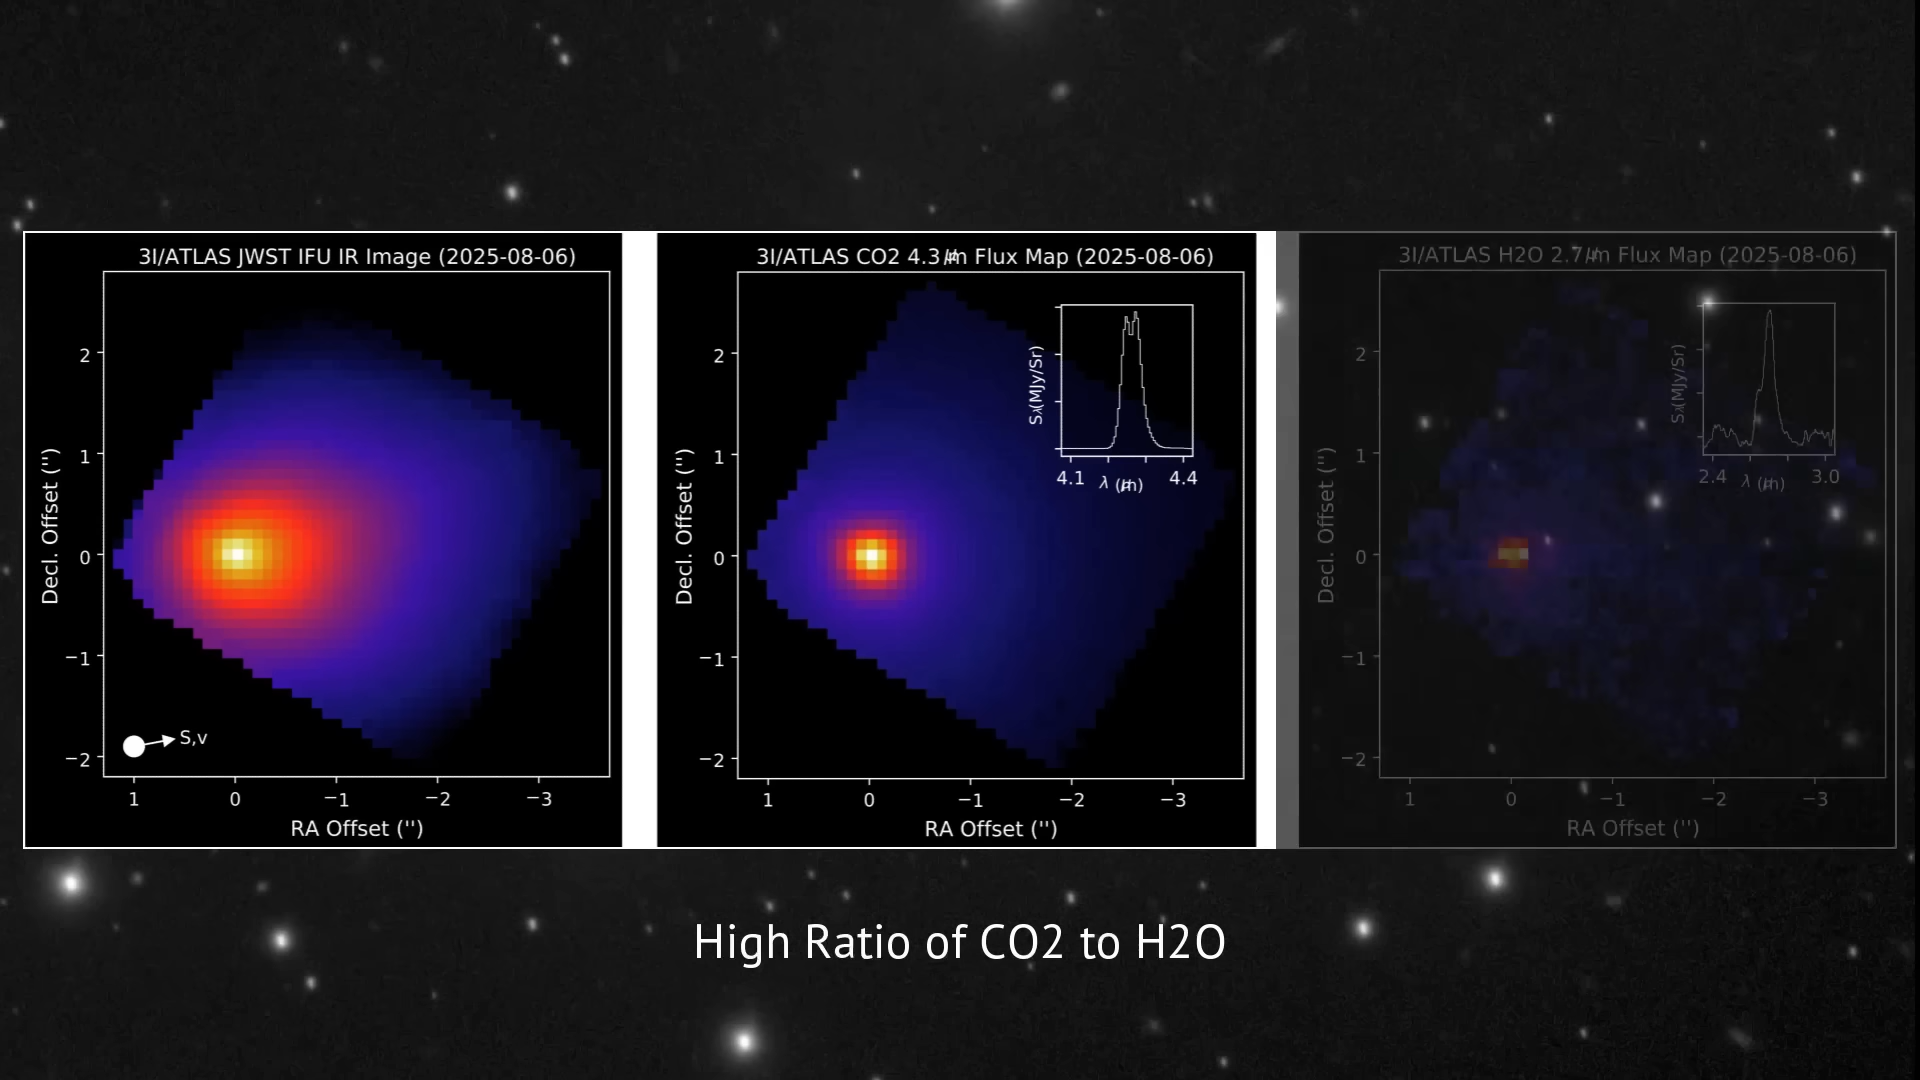 3I/ATLAS JWST IFU IR Image (2025-08-06)
Decl. Offset ('')
2
1
0
−1
−2
S,v
1 0 −1 −2 −3
RA Offset ('')
3I/ATLAS CO2 4.3 μm Flux Map (2025-08-06)
Decl. Offset ('')
2
1
0
−1
−2
Sλ(MJy/Sr)
4.1 λ (μm) 4.4
1 0 −1 −2 −3
RA Offset ('')
3I/ATLAS H2O 2.7 μm Flux Map (2025-08-06)
Decl. Offset ('')
2
1
0
−1
−2
Sλ(MJy/Sr)
2.4 λ (μm) 3.0
1 0 −1 −2 −3
RA Offset ('')
High Ratio of CO2 to H2O